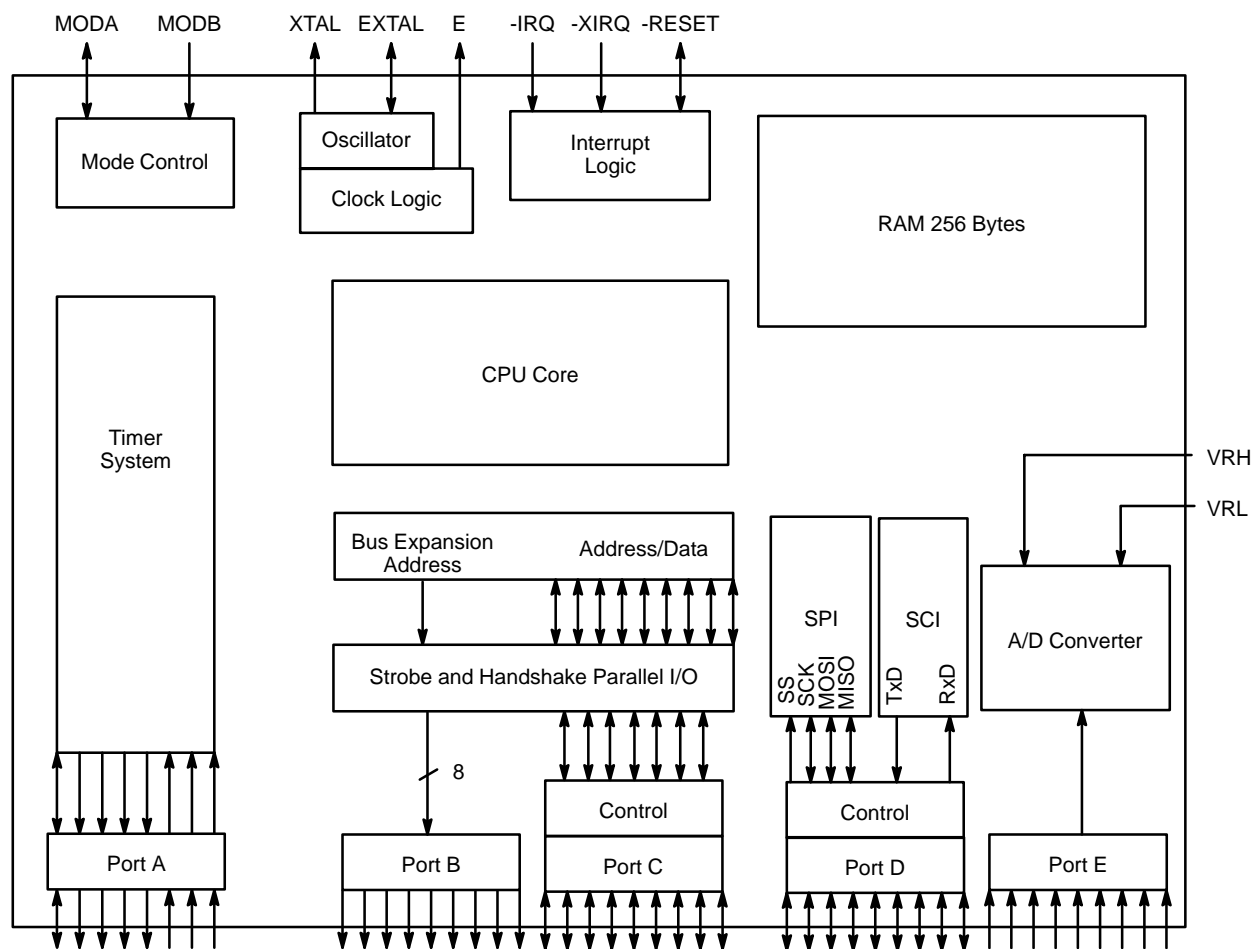 MODA MODB XTAL EXTAL E -IRQ -XIRQ -RESET
Mode Control
Oscillator
Clock Logic
Interrupt
Logic
RAM 256 Bytes
CPU Core
Timer
System
VRH
VRL
Bus Expansion
Address
Address/Data
Strobe and Handshake Parallel I/O
SPI
SS
SCK
MOSI
MISO
SCI
TxD
RxD
A/D Converter
8
Control
Control
Port A
Port B
Port C
Port D
Port E